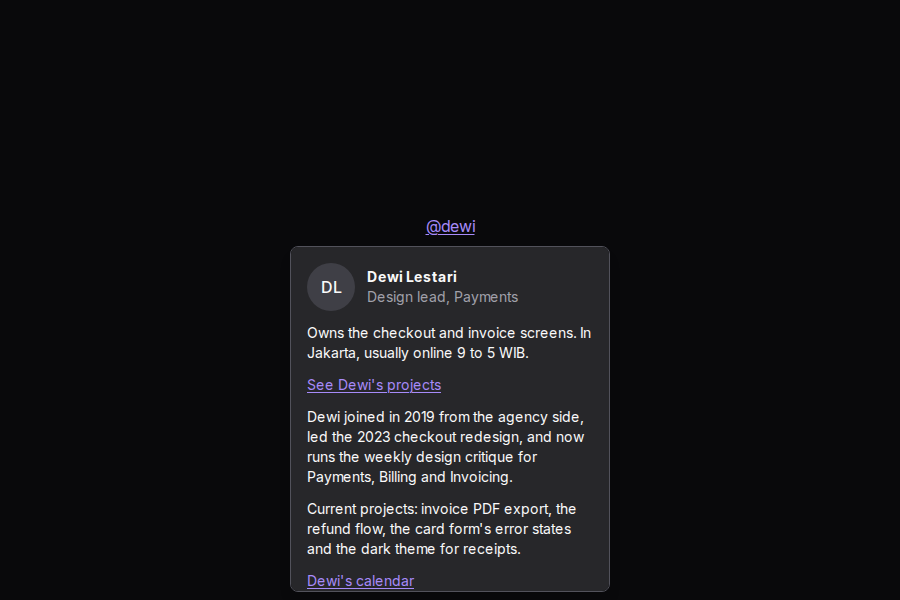 @dewi
DL
Dewi Lestari
Design lead, Payments
Owns the checkout and invoice screens. In
Jakarta, usually online 9 to 5 WIB.
See Dewi's projects
Dewi joined in 2019 from the agency side,
led the 2023 checkout redesign, and now
runs the weekly design critique for
Payments, Billing and Invoicing.
Current projects: invoice PDF export, the
refund flow, the card form's error states
and the dark theme for receipts.
Dewi's calendar